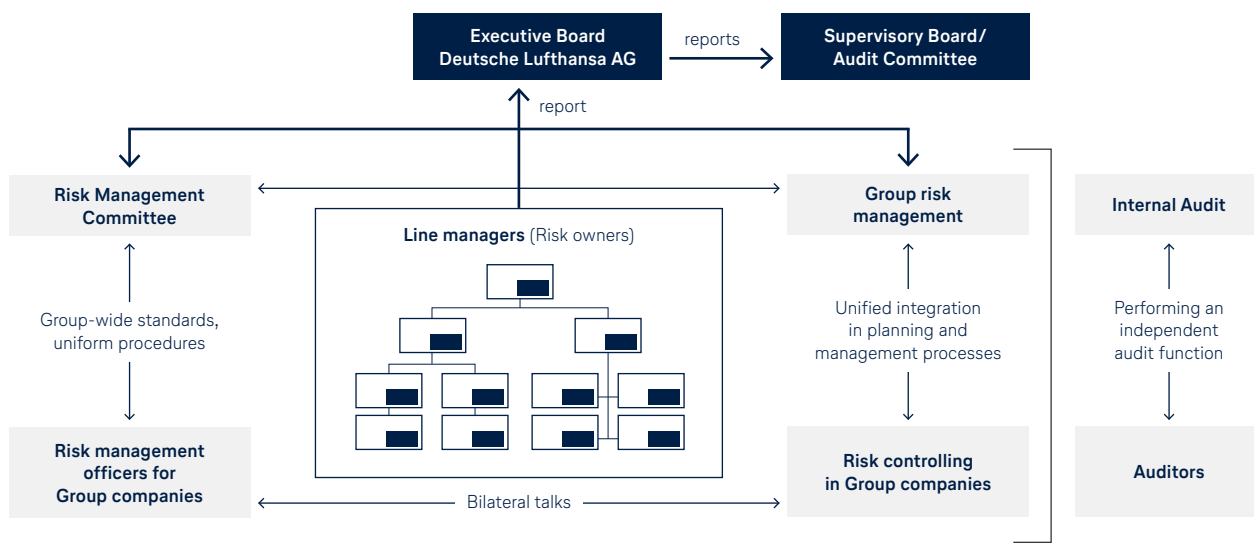 Executive Board
Deutsche Lufthansa AG
reports
Supervisory Board/
Audit Committee
report
Risk Management
Committee
Group risk
management
Internal Audit
Line managers (Risk owners)
Group-wide standards,
uniform procedures
Unified integration
in planning and
management processes
Performing an
independent
audit function
Risk management
officers for
Group companies
Bilateral talks
Risk controlling
in Group companies
Auditors